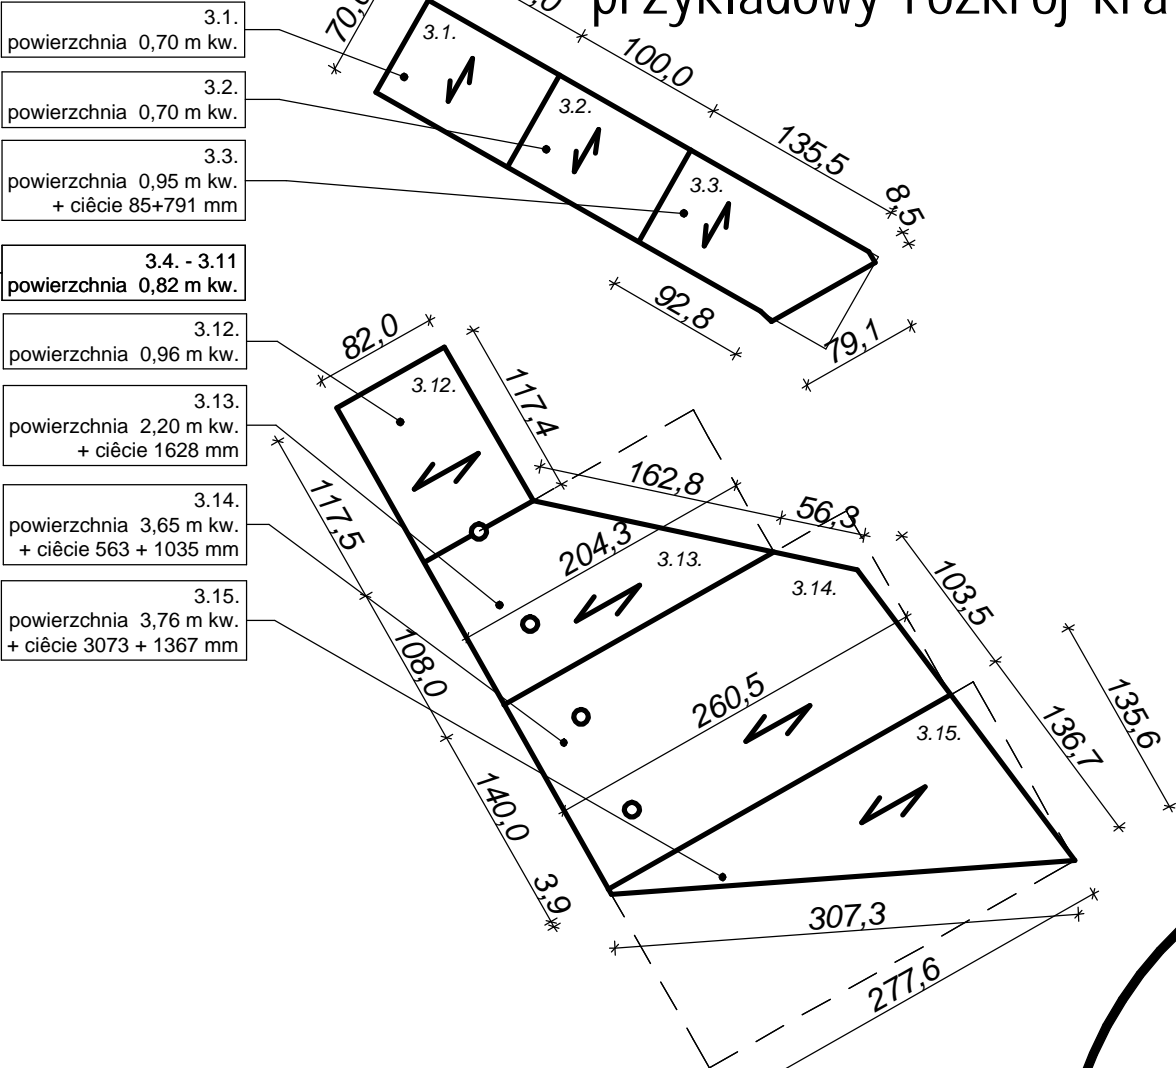 przykładowy rozkrój kra
3.1.
powierzchnia 0,70 m kw.
3.2.
powierzchnia 0,70 m kw.
3.3.
powierzchnia 0,95 m kw.
+ ciêcie 85+791 mm
3.4. - 3.11
powierzchnia 0,82 m kw.
3.12.
powierzchnia 0,96 m kw.
3.13.
powierzchnia 2,20 m kw.
+ ciêcie 1628 mm
3.14.
powierzchnia 3,65 m kw.
+ ciêcie 563 + 1035 mm
3.15.
powierzchnia 3,76 m kw.
+ ciêcie 3073 + 1367 mm
100,0
135,5
8,5
3.1.
3.2.
3.3.
92,8
79,1
82,0
117,4
3.12.
162,8
56,3
204,3
3.13.
3.14.
103,5
117,5
108,0
260,5
3.15.
136,7
135,6
140,0
3,9
307,3
277,6